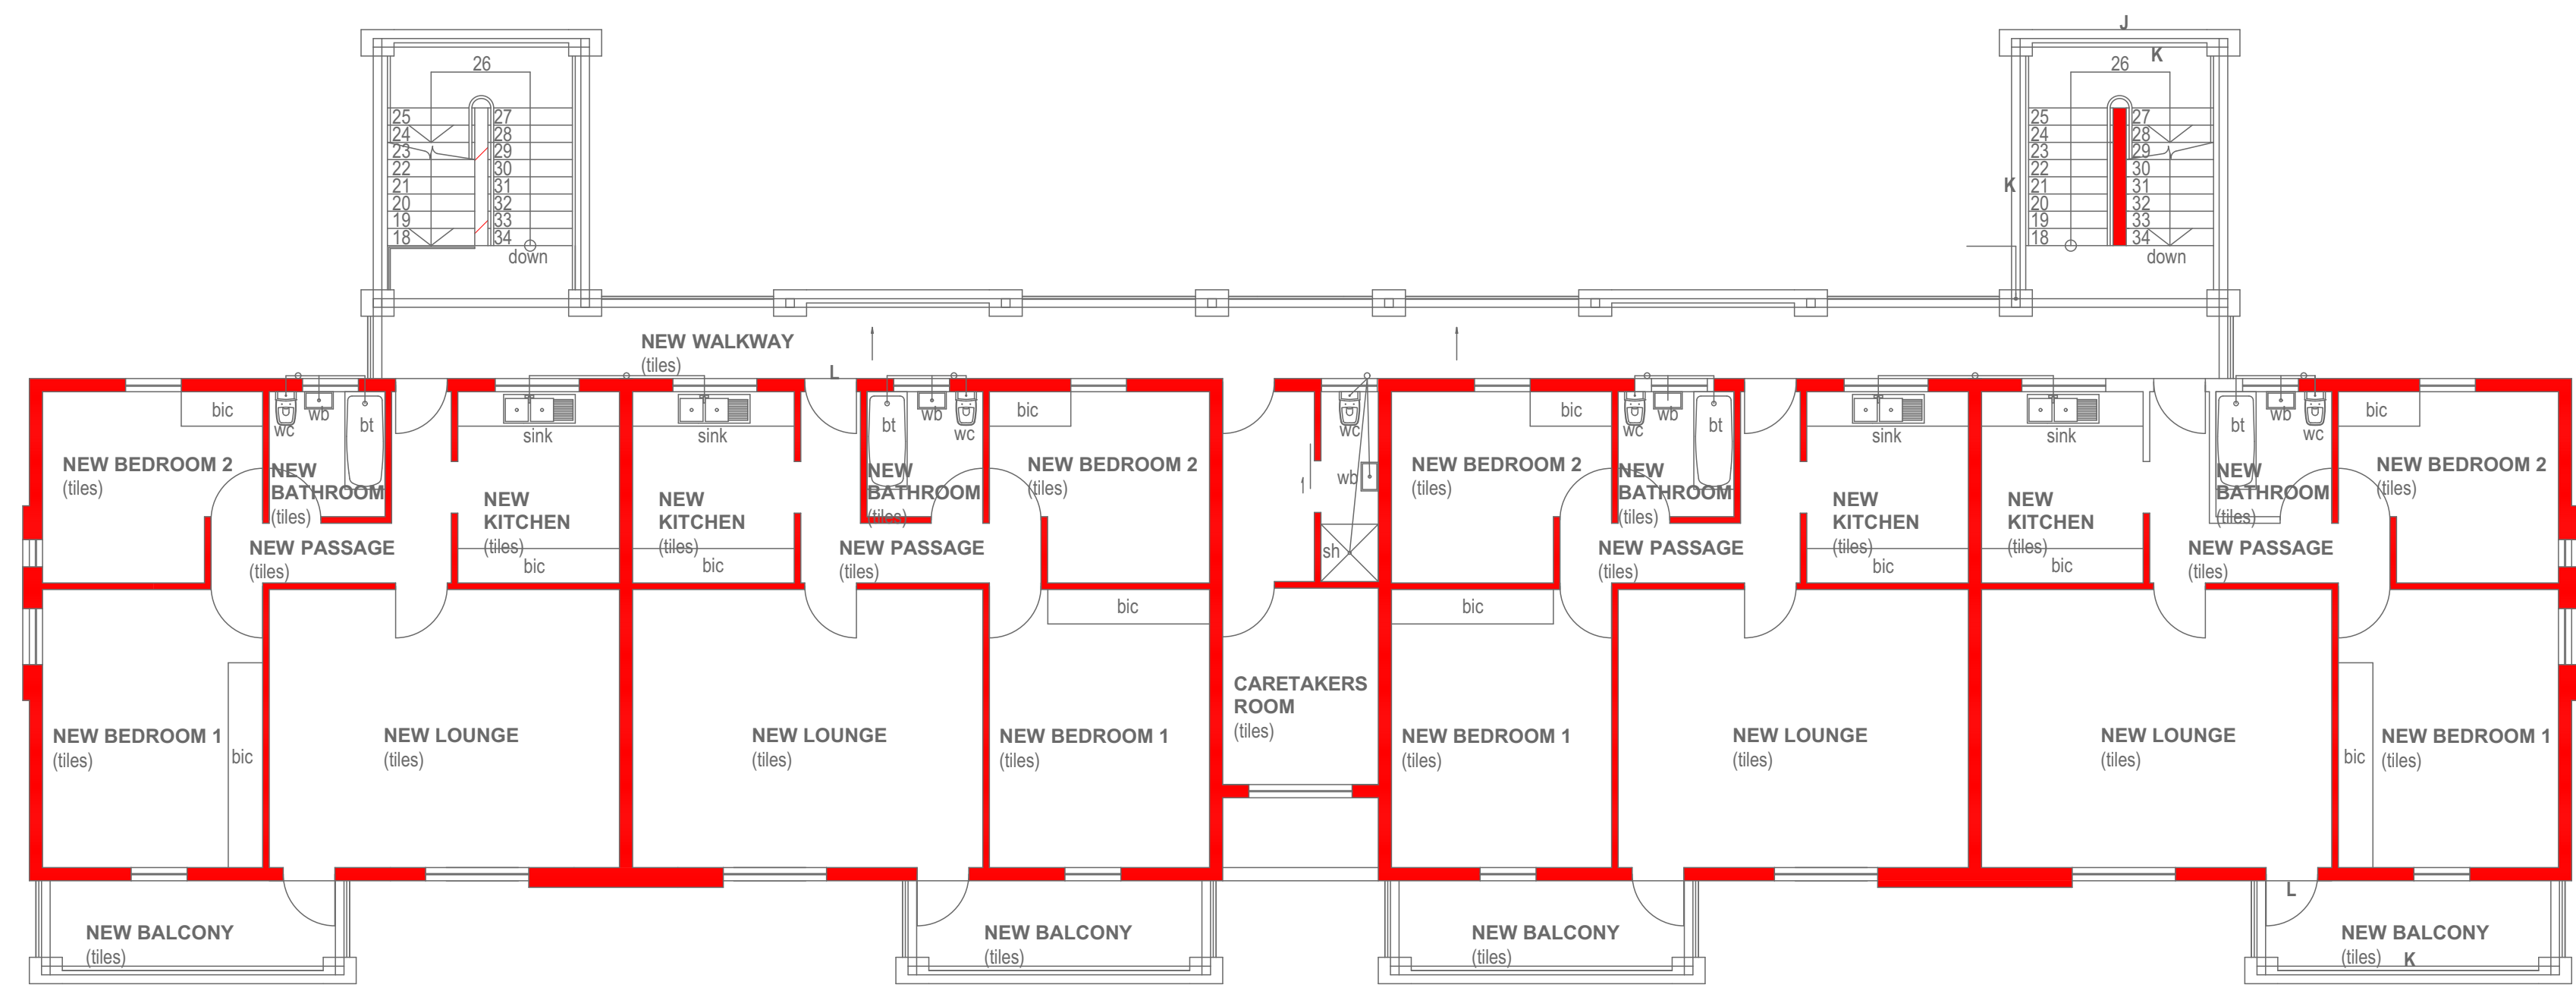 J
K
26
26
25
24
23
22
21
20
19
18
27
28
29
30
31
32
33
34
down
25
24
23
22
21
20
19
18
27
28
29
30
31
32
33
34
down
K
NEW WALKWAY
(tiles)
L
bic
wc
wb
bt
sink
sink
bt
wb
wc
bic
wc
wb
sh
bic
wc
wb
bt
sink
sink
bt
wb
wc
bic
NEW BEDROOM 2
(tiles)
NEW
BATHROOM
(tiles)
NEW
KITCHEN
(tiles)
bic
NEW PASSAGE
(tiles)
NEW
KITCHEN
(tiles)
bic
NEW
BATHROOM
(tiles)
NEW PASSAGE
(tiles)
NEW BEDROOM 2
(tiles)
NEW BEDROOM 2
(tiles)
NEW
BATHROOM
(tiles)
NEW PASSAGE
(tiles)
NEW
KITCHEN
(tiles)
bic
NEW
KITCHEN
(tiles)
bic
NEW
BATHROOM
(tiles)
NEW PASSAGE
(tiles)
NEW BEDROOM 2
(tiles)
bic
bic
NEW BEDROOM 1
(tiles)
bic
NEW LOUNGE
(tiles)
NEW LOUNGE
(tiles)
NEW BEDROOM 1
(tiles)
CARETAKERS
ROOM
(tiles)
NEW BEDROOM 1
(tiles)
NEW LOUNGE
(tiles)
NEW LOUNGE
(tiles)
bic
NEW BEDROOM 1
(tiles)
L
NEW BALCONY
(tiles)
NEW BALCONY
(tiles)
NEW BALCONY
(tiles)
NEW BALCONY
(tiles)
K